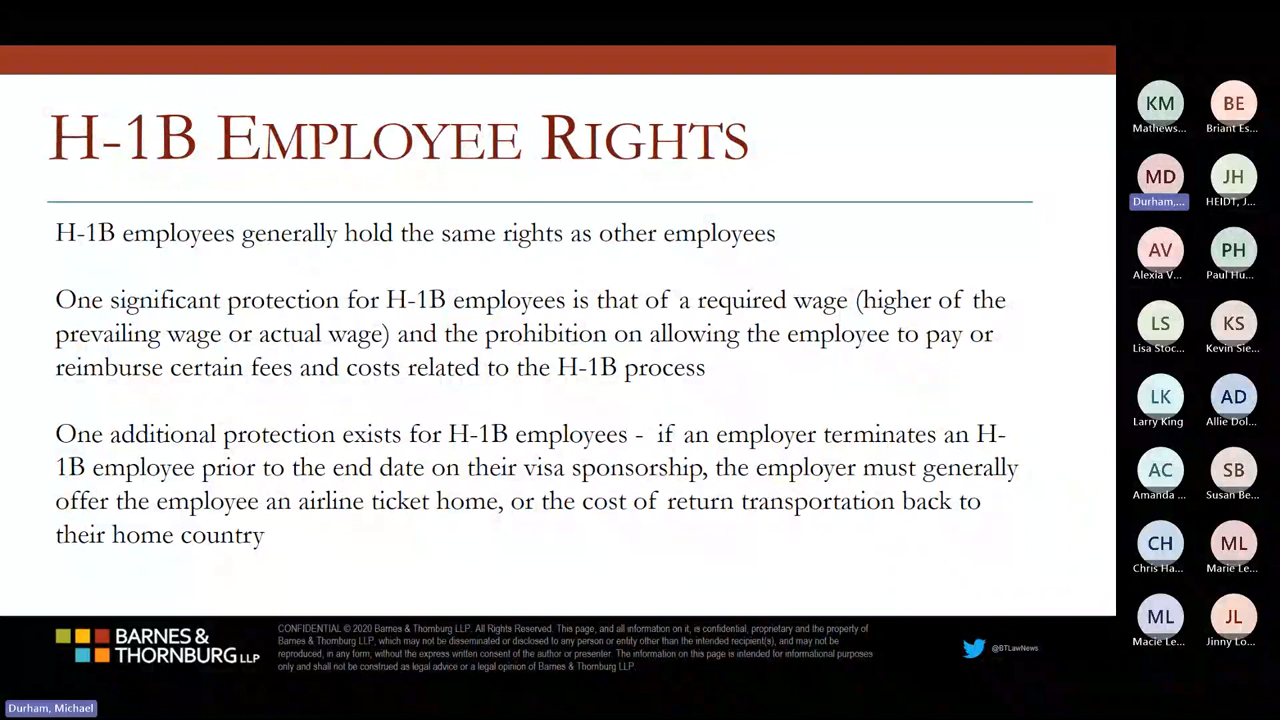 H-1B EMPLOYEE RIGHTS
H-1B employees generally hold the same rights as other employees
One significant protection for H-1B employees is that of a required wage (higher of the
prevailing wage or actual wage) and the prohibition on allowing the employee to pay or
reimburse certain fees and costs related to the H-1B process
One additional protection exists for H-1B employees - if an employer terminates an H-
1B employee prior to the end date on their visa sponsorship, the employer must generally
offer the employee an airline ticket home, or the cost of return transportation back to
their home country
BARNES &
THORNBURG LLP
CONFIDENTIAL © 2020 Barnes & Thornburg LLP. All Rights Reserved. This page, and all information on it, is confidential, proprietary and the property of
Barnes & Thornburg LLP, which may not be disseminated or disclosed to any person or entity other than the intended recipient(s), and may not be
reproduced, in any form, without the express written consent of the author or presenter. The information on this page is intended for informational purposes
only and shall not be construed as legal advice or a legal opinion of Barnes & Thornburg LLP.
@BTLawNews
KM
Mathews...
BE
Briant Es...
MD
Durham,...
JH
HEIDT, J...
AV
Alexia V...
PH
Paul Hu...
LS
Lisa Stoc...
KS
Kevin Sie...
LK
Larry King
AD
Allie Dol...
AC
Amanda ...
SB
Susan Be...
CH
Chris Ha...
ML
Marie Le...
ML
Macie Le...
JL
Jinny Lo...
Durham, Michael